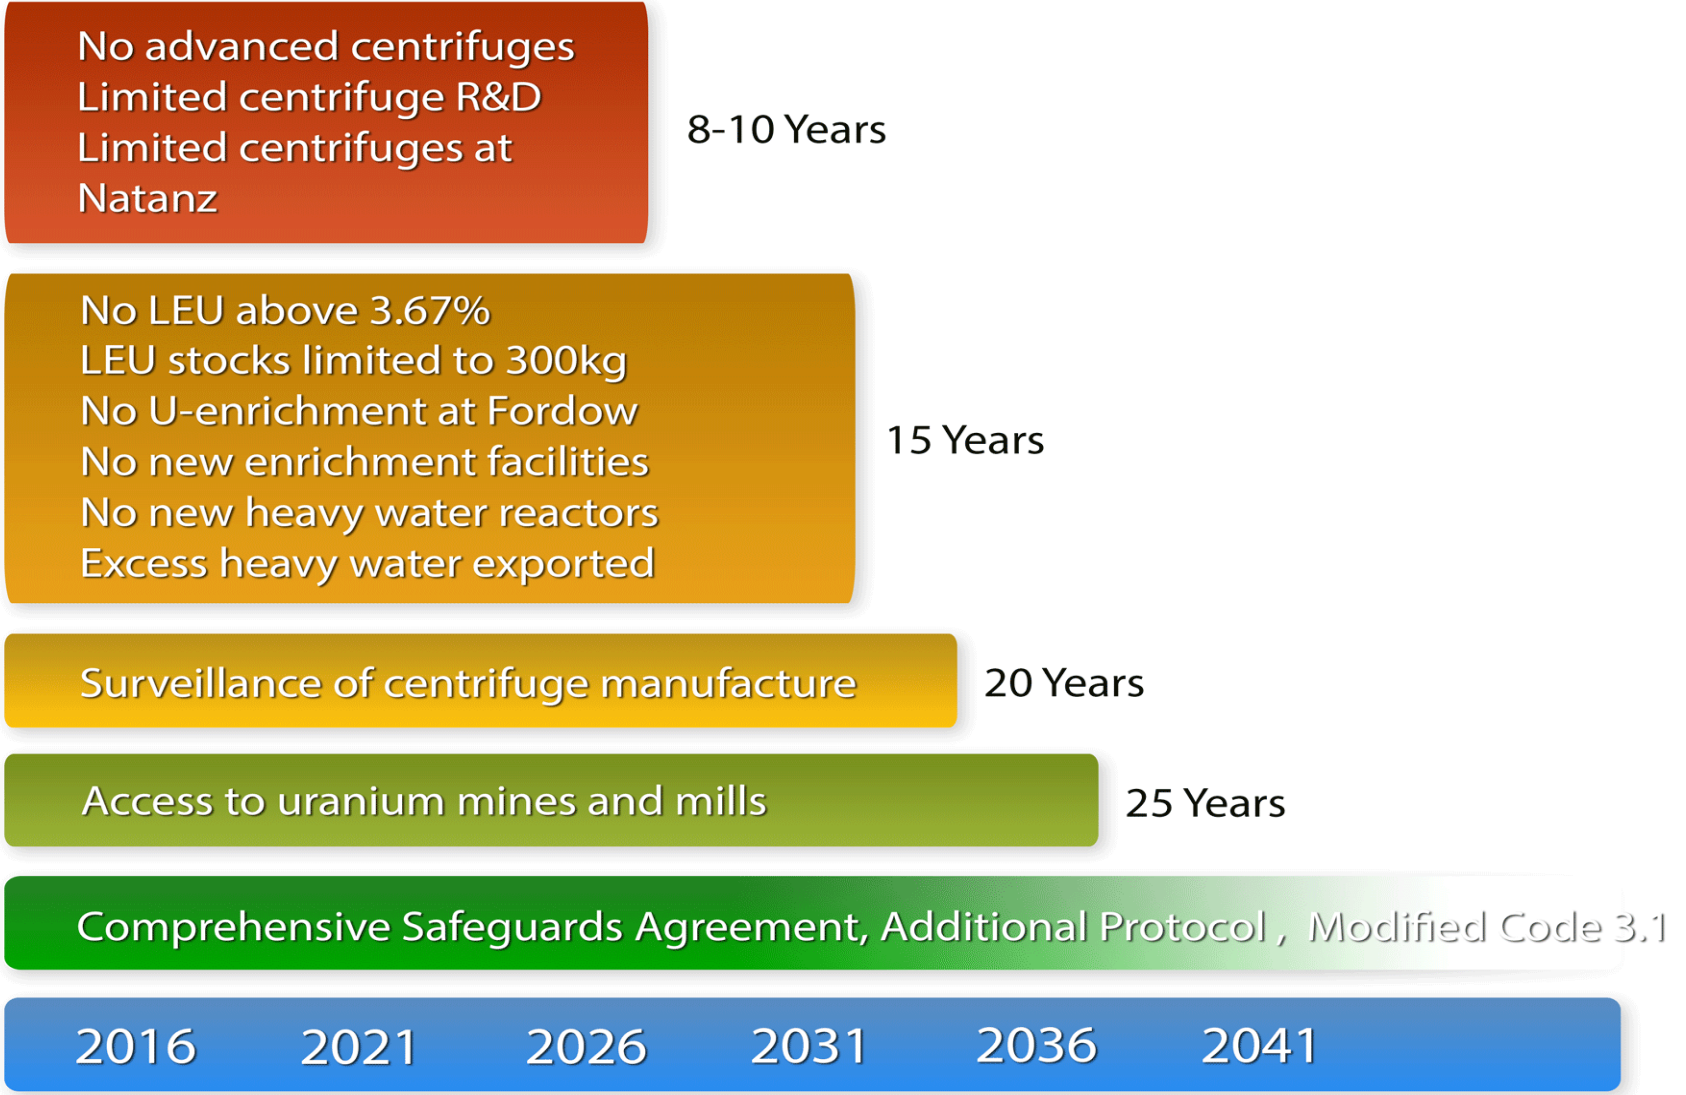 No advanced centrifuges
Limited centrifuge R&D
Limited centrifuges at
Natanz
8-10 Years
No LEU above 3.67%
LEU stocks limited to 300kg
No U-enrichment at Fordow
No new enrichment facilities
No new heavy water reactors
Excess heavy water exported
15 Years
Surveillance of centrifuge manufacture
20 Years
Access to uranium mines and mills
25 Years
Comprehensive Safeguards Agreement, Additional Protocol , Modified Code 3.1
2016 2021 2026 2031 2036 2041